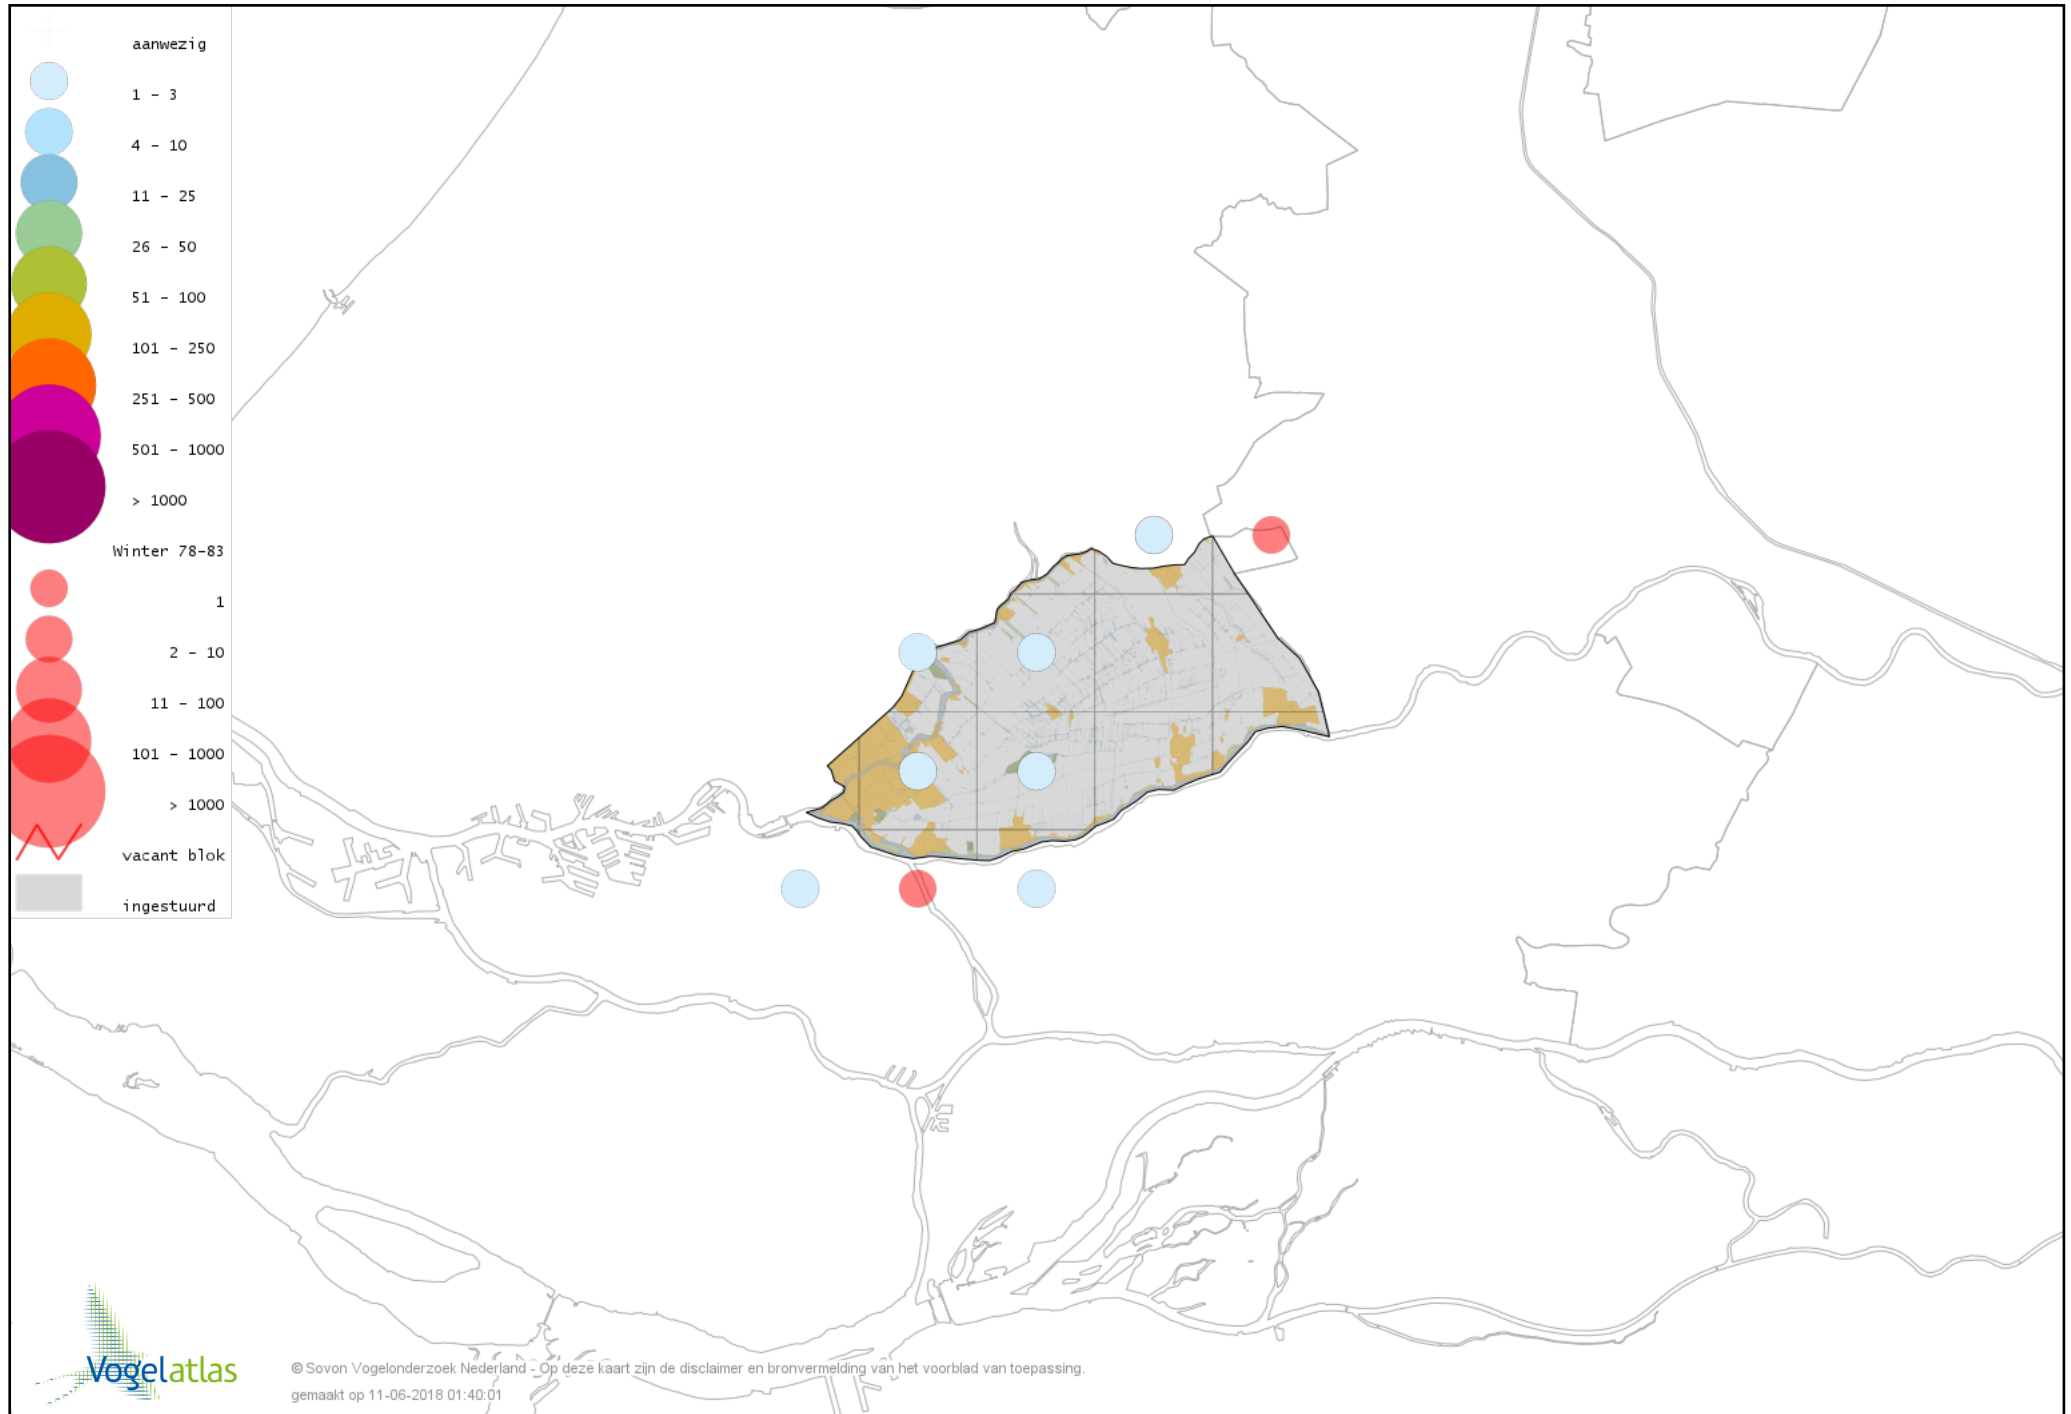 aanwezig
1 - 3
4 - 10
11 - 25
26 - 50
51 - 100
101 - 250
251 - 500
501 - 1000
> 1000
Winter 78-83
1
2 - 10
11 - 100
101 - 1000
> 1000
vacant blok
ingestuurd
Vogelatlas
© Sovon Vogelonderzoek Nederland - Op deze kaart zijn de disclaimer en bronvermelding van het voorblad van toepassing.
gemaakt op 11-06-2018 01:40:01